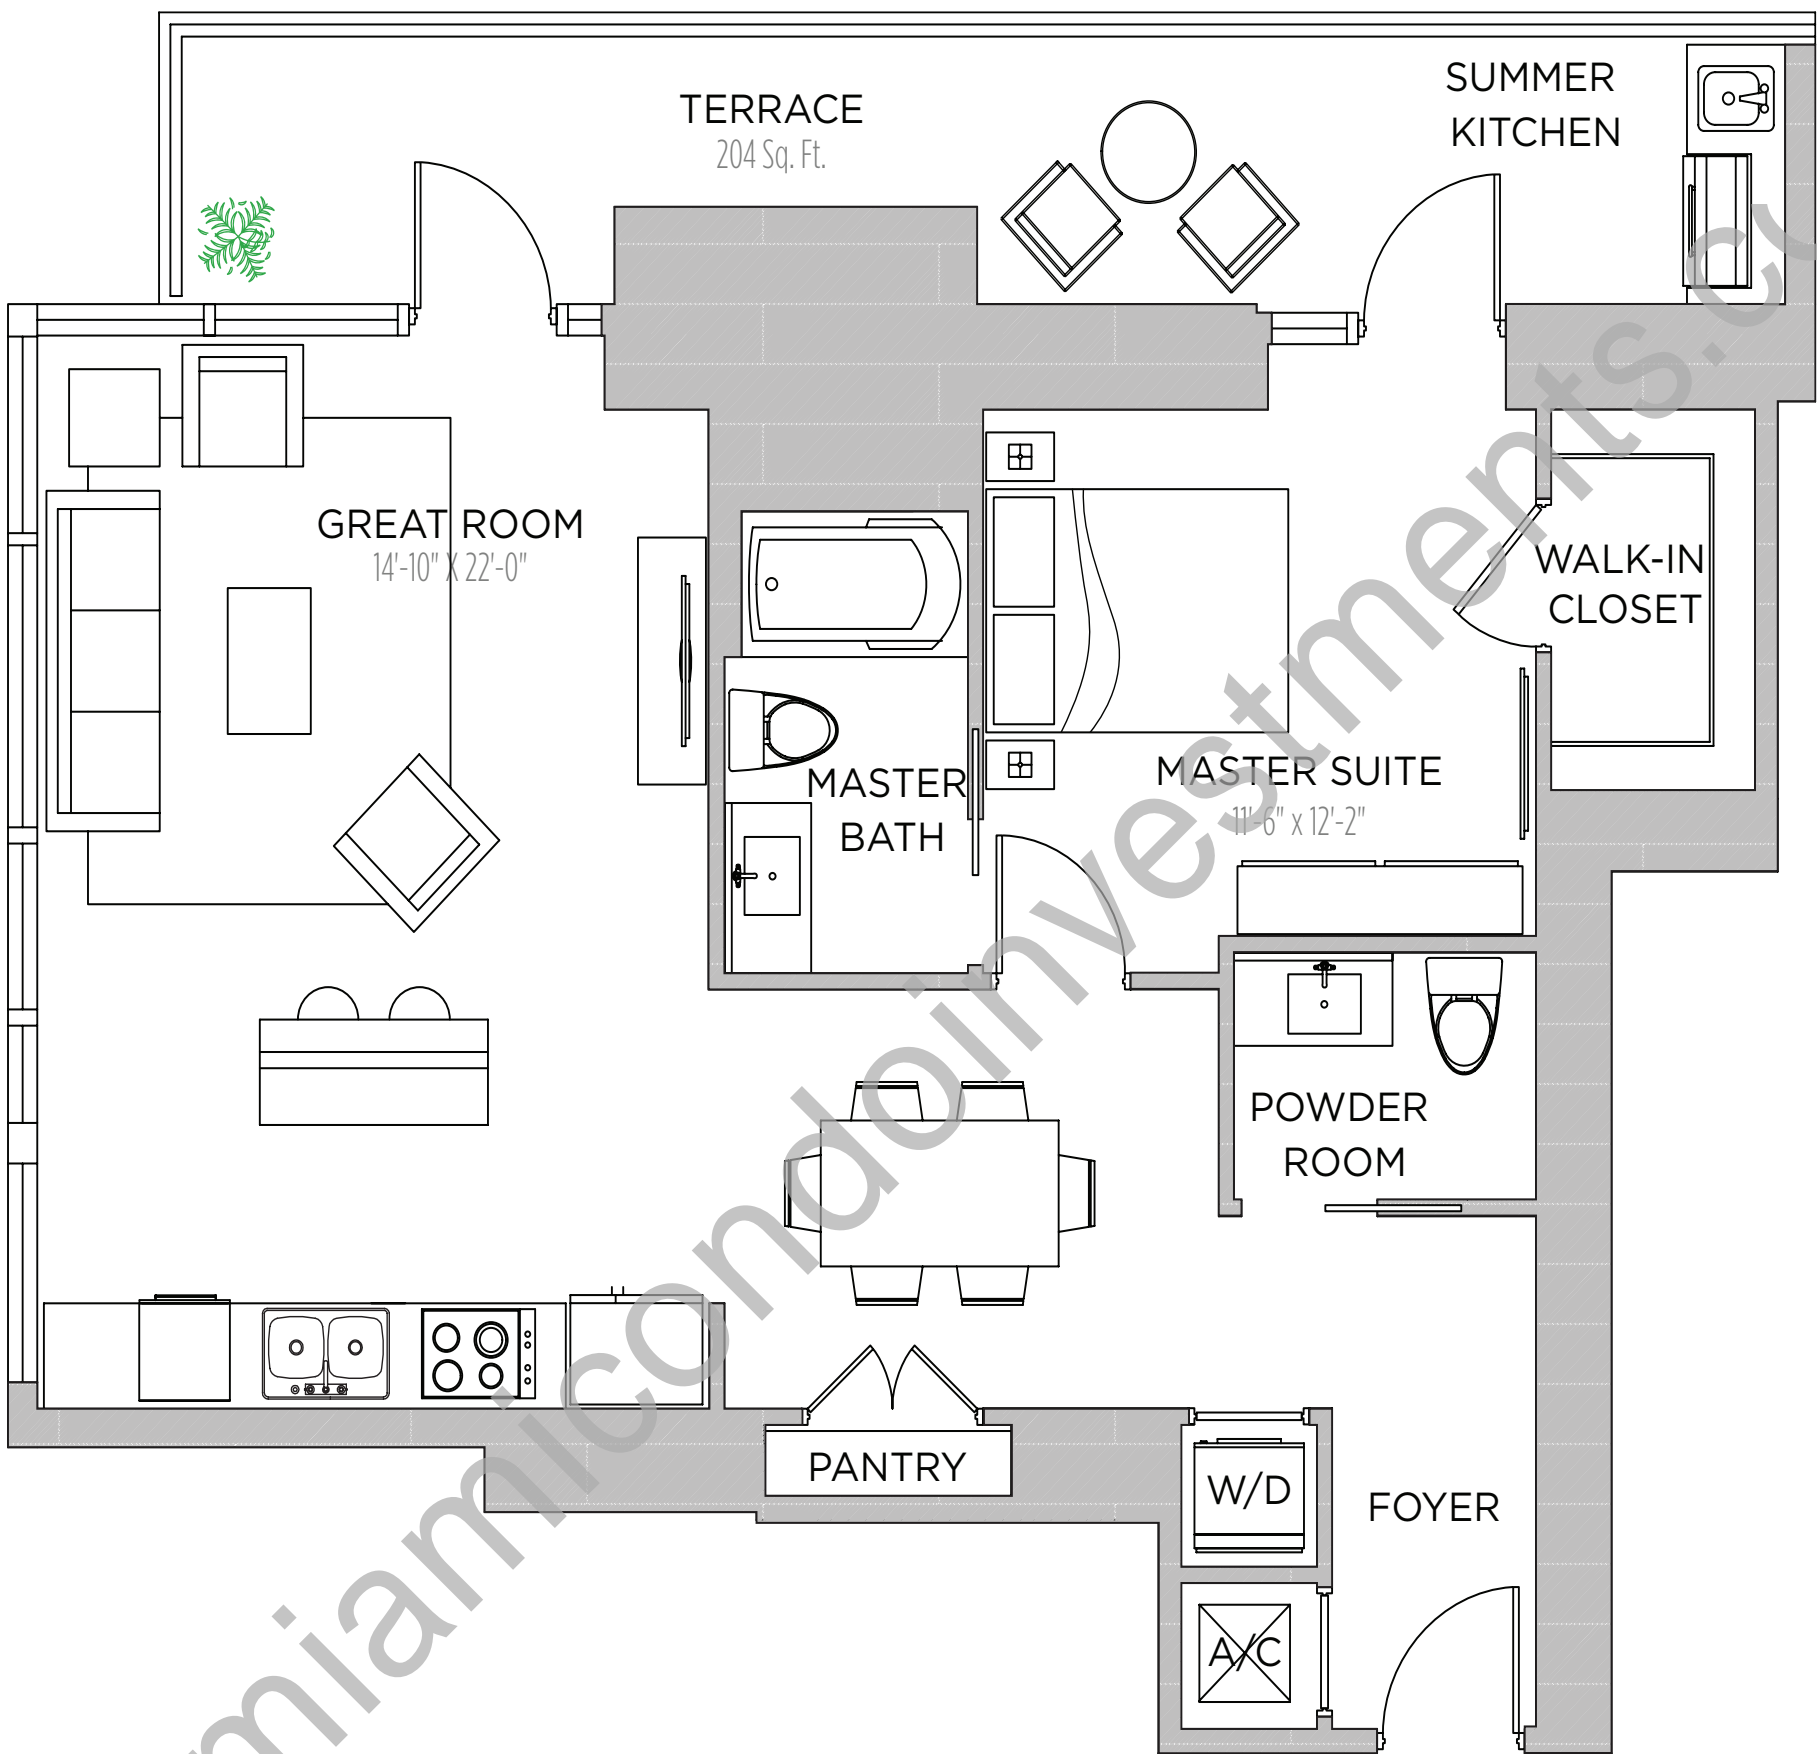 SUMMER
KITCHEN
TERRACE
204 Sq. Ft.
GREAT ROOM
14'-10" X 22'-0"
WALK-IN
CLOSET
MASTER SUITE
11'-6" x 12'-2"
MASTER
BATH
POWDER
ROOM
PANTRY
W/D
FOYER
A/C
miamicondoinvestments.co